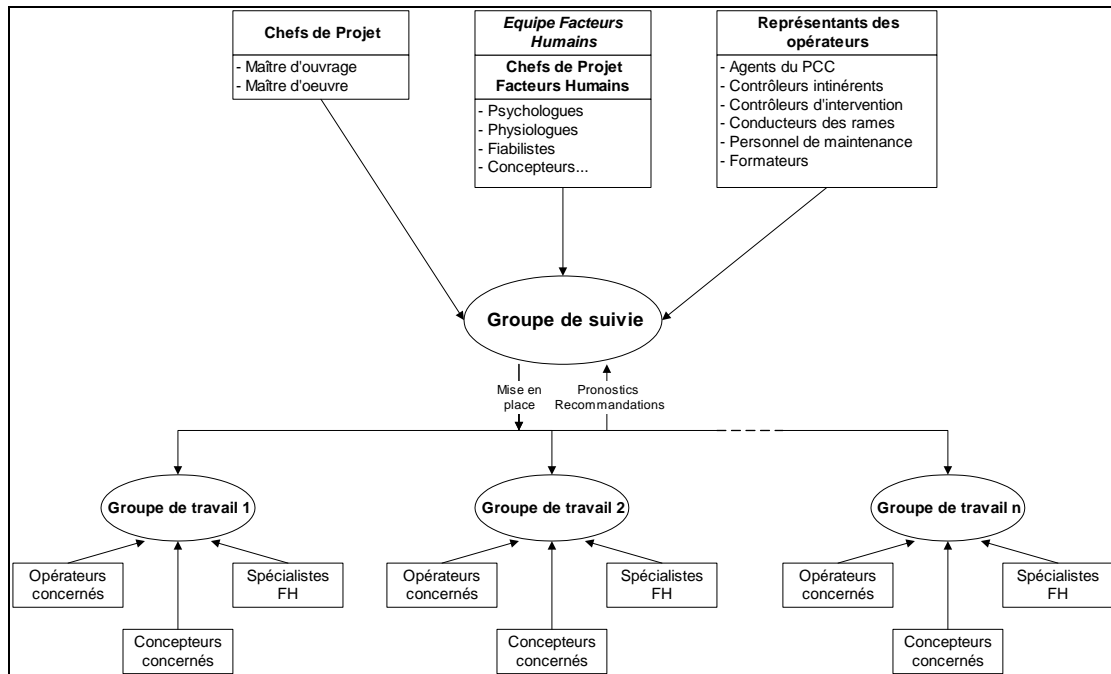 Chefs de Projet
- Maître d'ouvrage
- Maître d'oeuvre
Equipe Facteurs
Humains
Chefs de Projet
Facteurs Humains
- Psychologues
- Physiologues
- Fiabilistes
- Concepteurs...
Représentants des
opérateurs
- Agents du PCC
- Contrôleurs intinérents
- Contrôleurs d'intervention
- Conducteurs des rames
- Personnel de maintenance
- Formateurs
Groupe de suivie
Mise en
place
Pronostics
Recommandations
Groupe de travail 1
Opérateurs
concernés
Spécialistes
FH
Concepteurs
concernés
Groupe de travail 2
Opérateurs
concernés
Spécialistes
FH
Concepteurs
concernés
Groupe de travail n
Opérateurs
concernés
Spécialistes
FH
Concepteurs
concernés